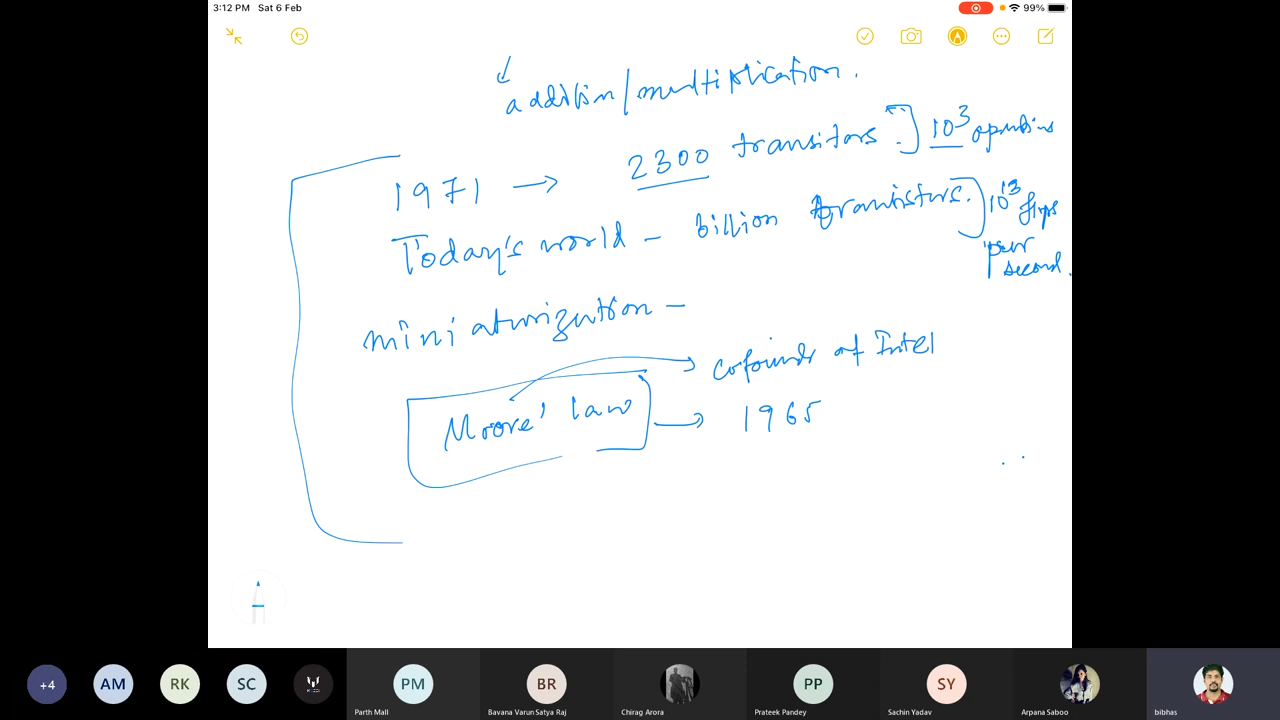 3:12 PM Sat 6 Feb 99%
addition/multiplication.
1971 → 2300 transitors. ] 10³ operations
Today's world - billion transistors. ] 10¹³ flops per second.
miniaturization -
cofounder of Intel
Moore' law → 1965
+4 AM RK SC PM BR PP SY
Parth Mall Bavana Varun Satya Raj Chirag Arora Prateek Pandey Sachin Yadav Arpana Saboo bibhas